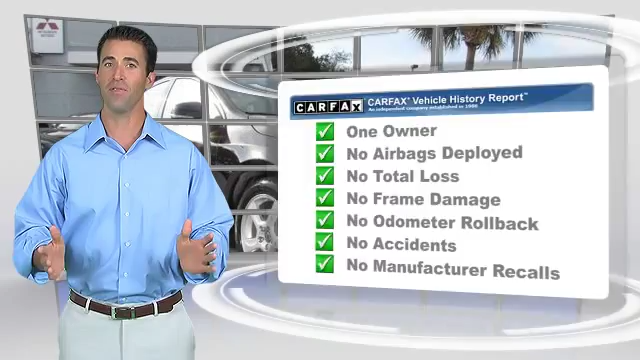 CARFAX CARFAX® Vehicle History Report™
An independent company established in 1986
One Owner
No Airbags Deployed
No Total Loss
No Frame Damage
No Odometer Rollback
No Accidents
No Manufacturer Recalls